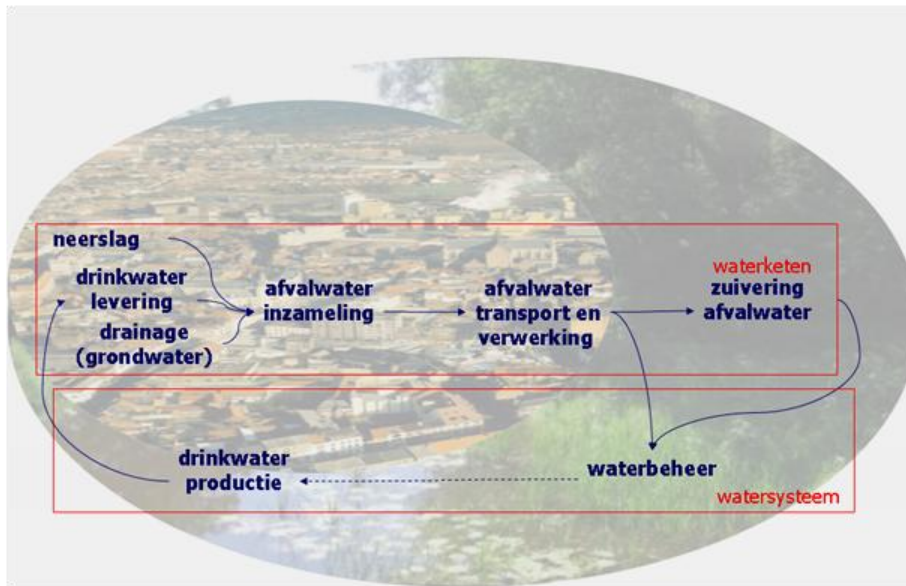 neerslag
drinkwater
levering
drainage
(grondwater)
afvalwater
inzameling
afvalwater
transport en
verwerking
waterketen
zuivering
afvalwater
drinkwater
productie
waterbeheer
watersysteem